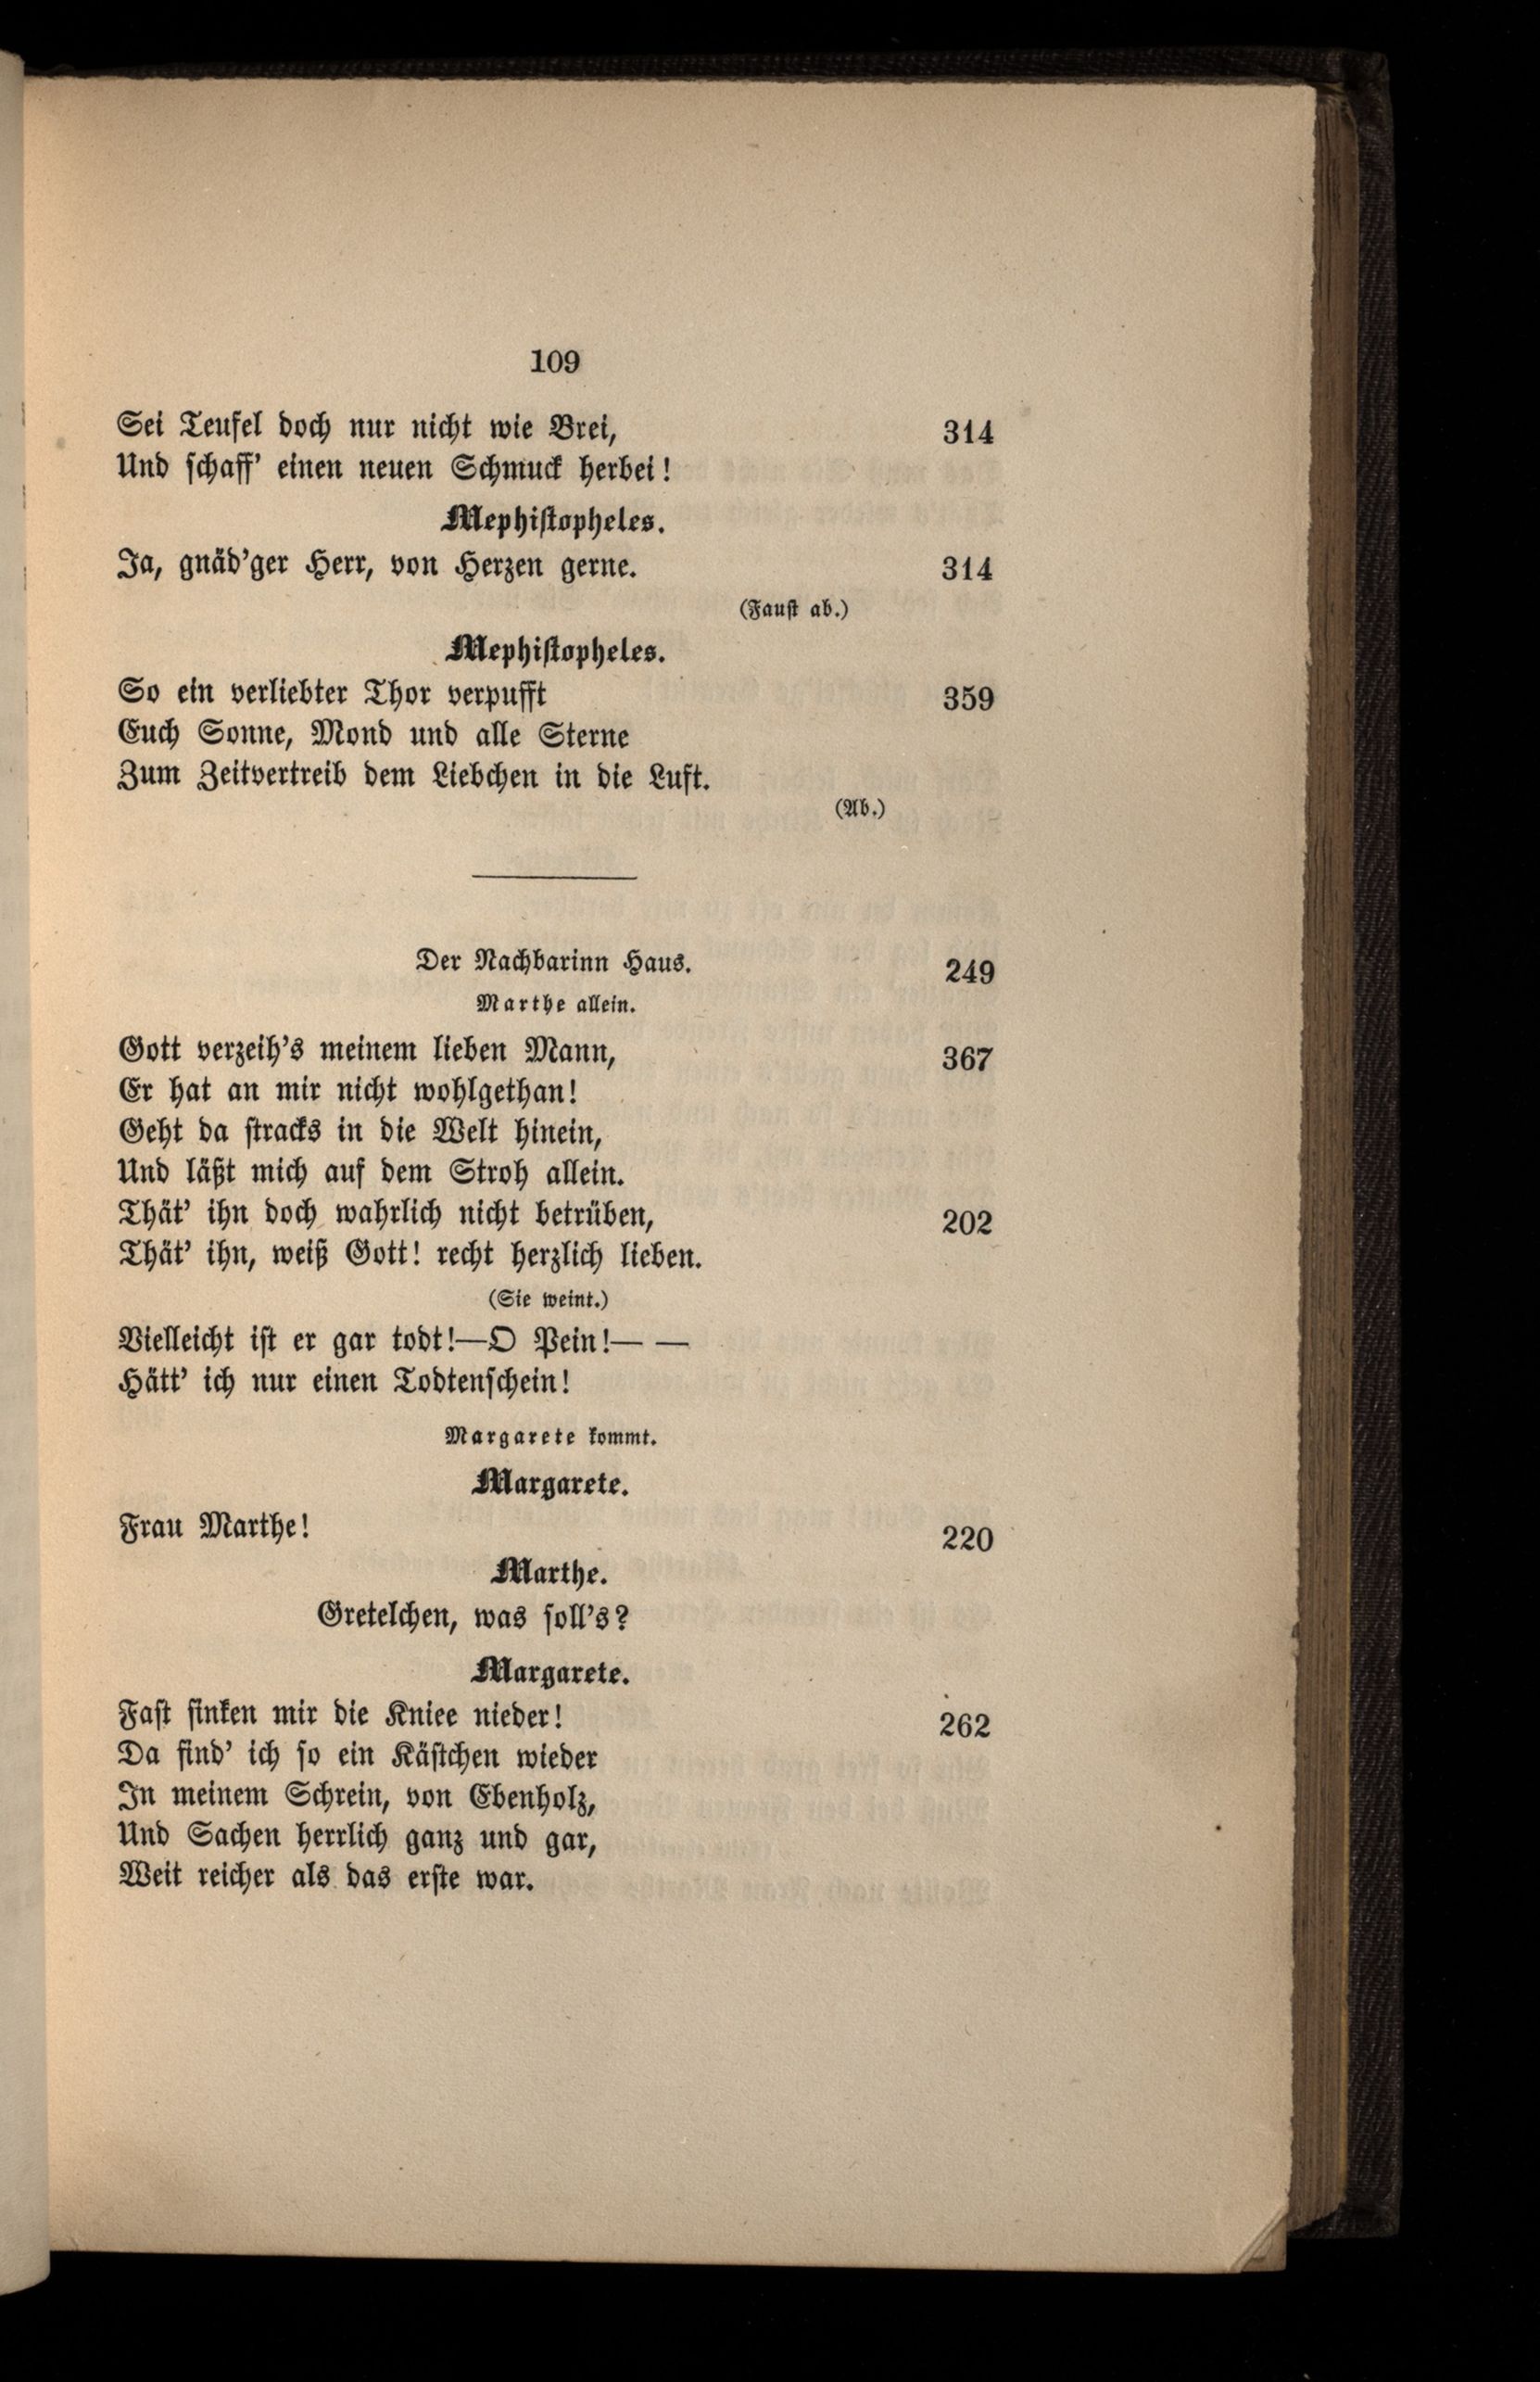 109
Sei Teufel doch nur nicht wie Brei, 314
Und schaff' einen neuen Schmuck herbei!
Mephistopheles.
Ja, gnäd'ger Herr, von Herzen gerne. 314
(Faust ab.)
Mephistopheles.
So ein verliebter Thor verpufft 359
Euch Sonne, Mond und alle Sterne
Zum Zeitvertreib dem Liebchen in die Luft.
(Ab.)
Der Nachbarinn Haus. 249
Marthe allein.
Gott verzeih's meinem lieben Mann, 367
Er hat an mir nicht wohlgethan!
Geht da stracks in die Welt hinein,
Und läßt mich auf dem Stroh allein.
Thät' ihn doch wahrlich nicht betrüben, 202
Thät' ihn, weiß Gott! recht herzlich lieben.
(Sie weint.)
Vielleicht ist er gar todt!—O Pein!— —
Hätt' ich nur einen Todtenschein!
Margarete kommt.
Margarete.
Frau Marthe! 220
Marthe.
Gretelchen, was soll's?
Margarete.
Fast sinken mir die Kniee nieder! 262
Da find' ich so ein Kästchen wieder
In meinem Schrein, von Ebenholz,
Und Sachen herrlich ganz und gar,
Weit reicher als das erste war.